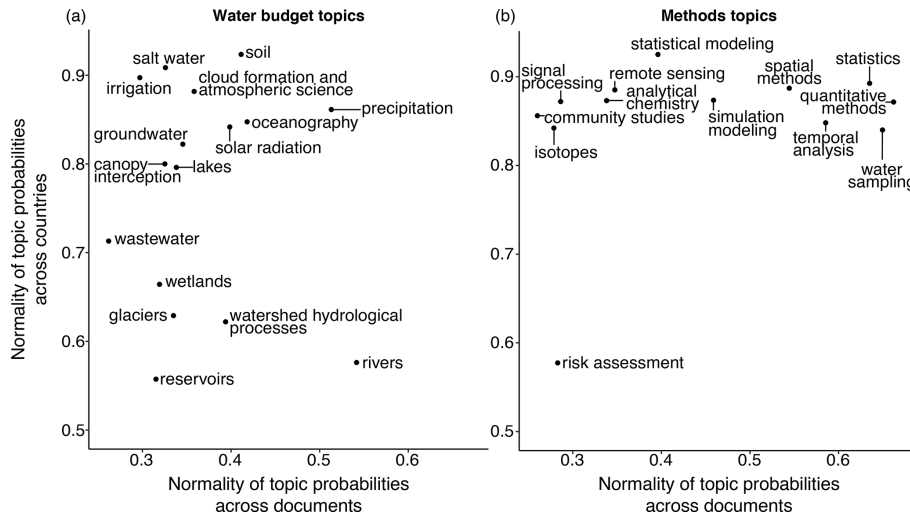 (a)
Water budget topics
Normality of topic probabilities
across countries
0.9
0.8
0.7
0.6
0.5
soil
salt water
irrigation
cloud formation and
atmospheric science
precipitation
oceanography
groundwater
solar radiation
canopy
interception
lakes
wastewater
wetlands
glaciers
watershed hydrological
processes
rivers
reservoirs
0.3
0.4
0.5
0.6
Normality of topic probabilities
across documents
(b)
Methods topics
0.9
0.8
0.7
0.6
0.5
statistical modeling
signal
processing
remote sensing
analytical
chemistry
community studies
isotopes
simulation
modeling
spatial
methods
statistics
quantitative
methods
temporal
analysis
water
sampling
risk assessment
0.3
0.4
0.5
0.6
Normality of topic probabilities
across documents